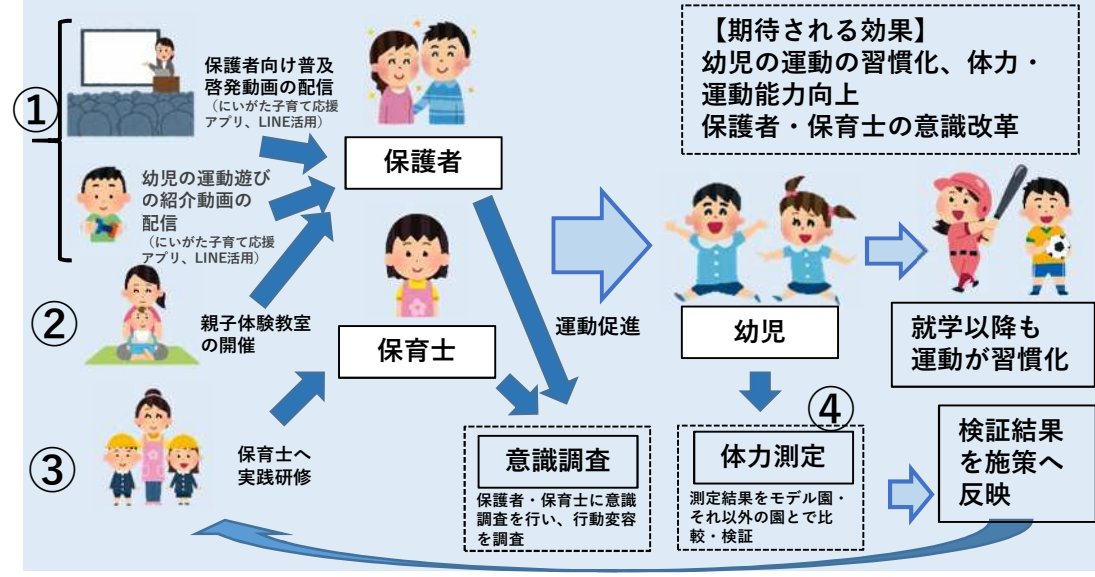 ①
保護者向け普及
啓発動画の配信
（にいがた子育て応援
アプリ、LINE活用）
幼児の運動遊び
の紹介動画の
配信
（にいがた子育て応援
アプリ、LINE活用）
②
親子体験教室
の開催
③
保育士へ
実践研修
保護者
保育士
運動促進
【期待される効果】
幼児の運動の習慣化、体力・
運動能力向上
保護者・保育士の意識改革
幼児
就学以降も
運動が習慣化
意識調査
保護者・保育士に意識
調査を行い、行動変容
を調査
④
体力測定
測定結果をモデル園・
それ以外の園とで比
較・検証
検証結果
を施策へ
反映